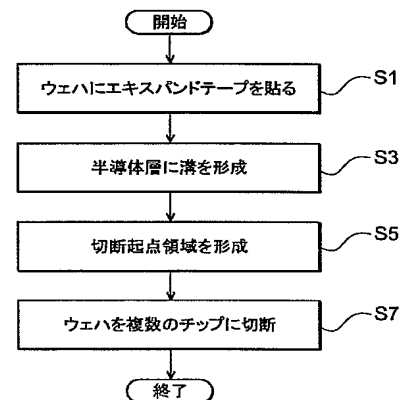 開始
ウェハにエキスパンドテープを貼る
S1
半導体層に溝を形成
S3
切断起点領域を形成
S5
ウェハを複数のチップに切断
S7
終了